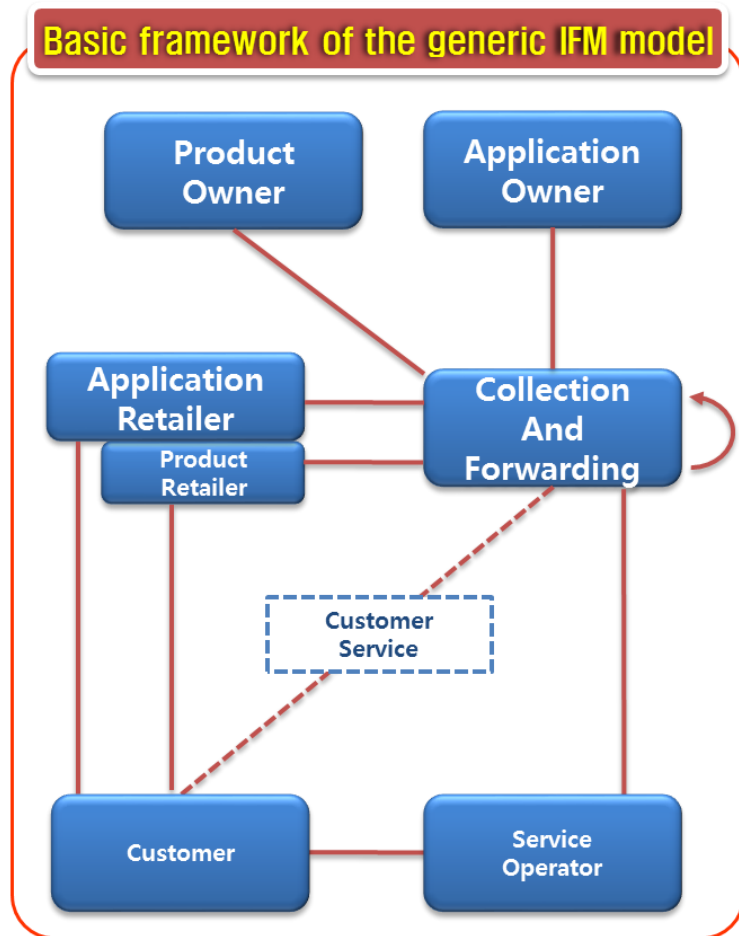 Basic framework of the generic IFM model
Product
Owner
Application
Owner
Application
Retailer
Product
Retailer
Collection
And
Forwarding
Customer
Service
Customer
Service
Operator